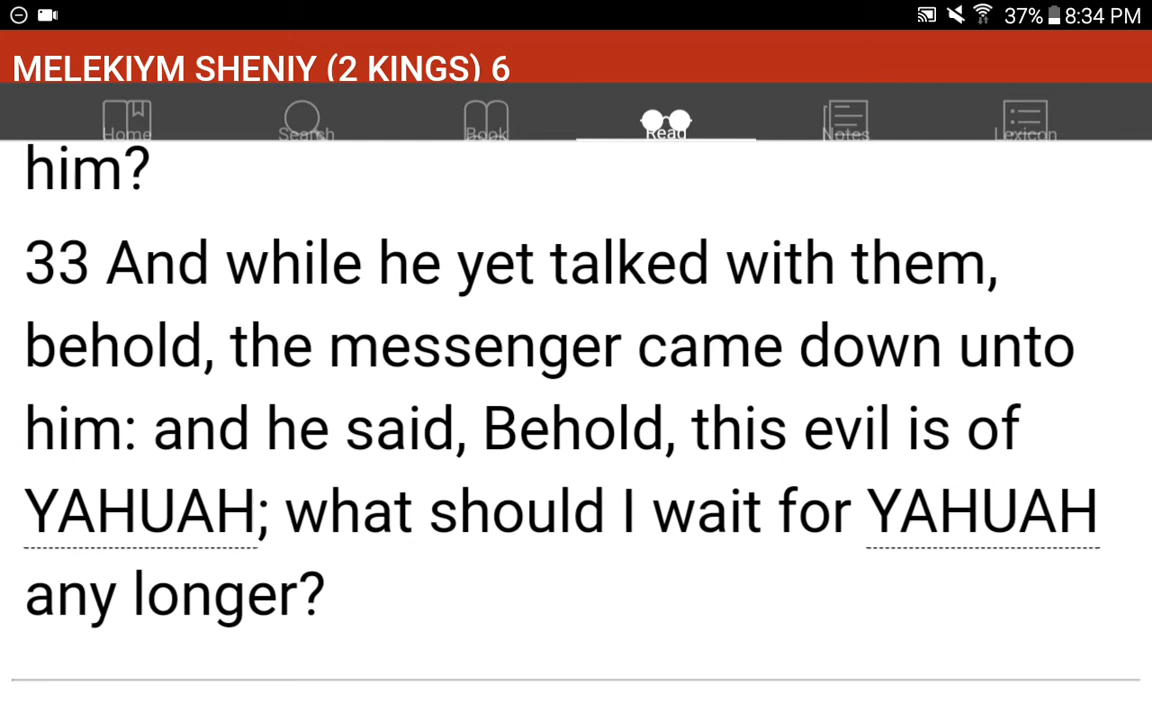 37% 8:34 PM
MELEKIYM SHENIY (2 KINGS) 6
Home Search Book Read Notes Lexicon
him?
33 And while he yet talked with them,
behold, the messenger came down unto
him: and he said, Behold, this evil is of
YAHUAH; what should I wait for YAHUAH
any longer?